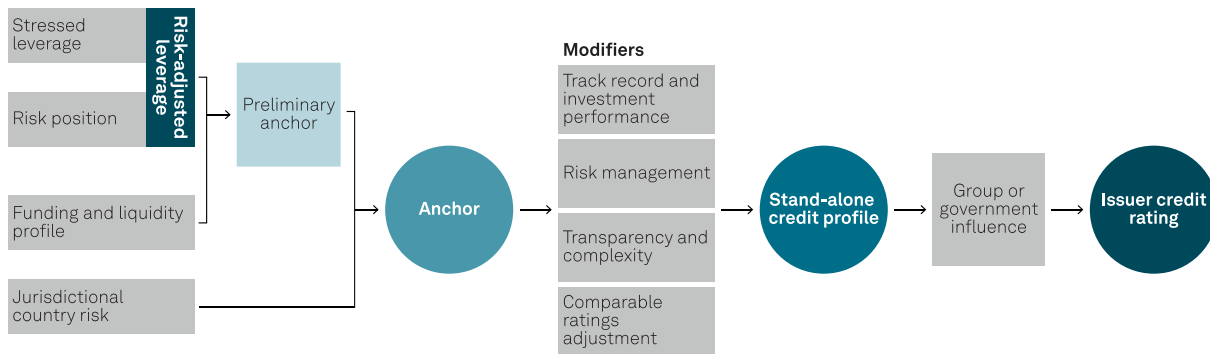 Stressed
leverage
Risk-adjusted
leverage
Risk position
Funding and liquidity
profile
Jurisdictional
country risk
Preliminary
anchor
Anchor
Modifiers
Track record and
investment
performance
Risk management
Transparency and
complexity
Comparable
ratings
adjustment
Stand-alone
credit profile
Group or
government
influence
Issuer credit
rating